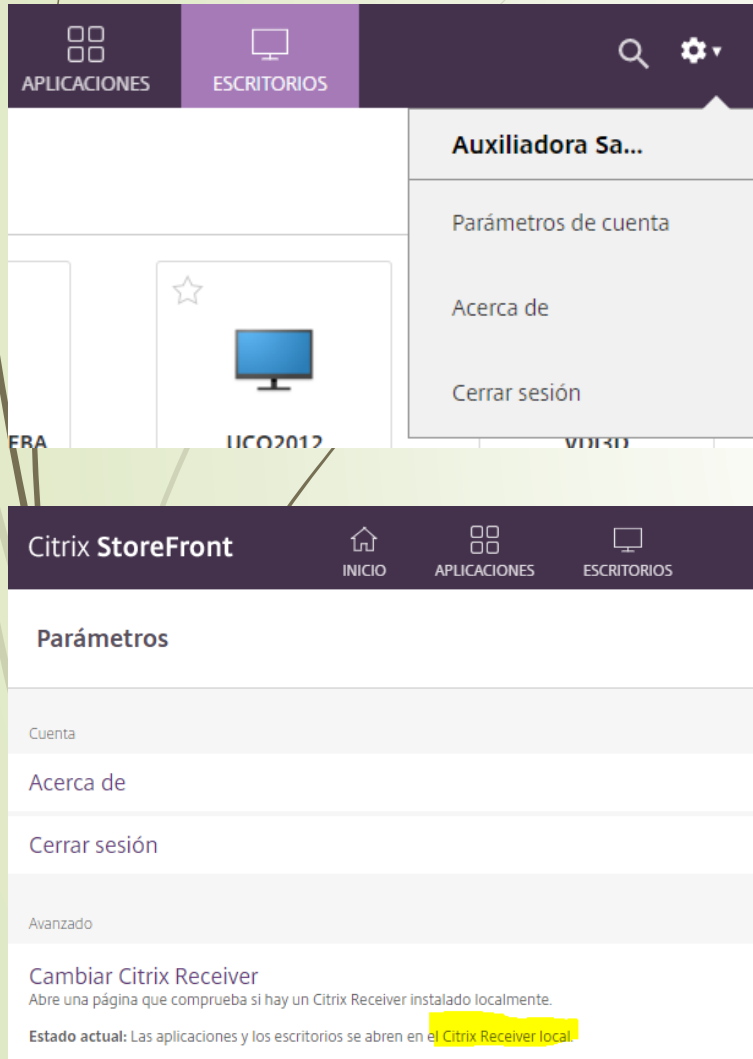 APLICACIONES
ESCRITORIOS
Auxiliadora Sa...
Parámetros de cuenta
Acerca de
Cerrar sesión
EBA
UCO2012
VDI3D
Citrix StoreFront
INICIO
APLICACIONES
ESCRITORIOS
Parámetros
Cuenta
Acerca de
Cerrar sesión
Avanzado
Cambiar Citrix Receiver
Abre una página que comprueba si hay un Citrix Receiver instalado localmente.
Estado actual: Las aplicaciones y los escritorios se abren en el Citrix Receiver local.